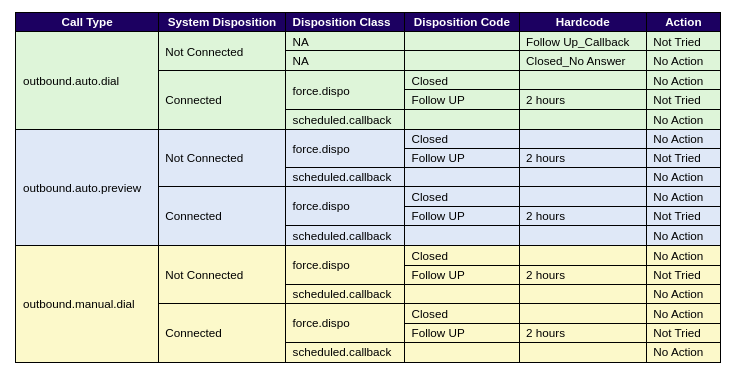 Call Type System Disposition Disposition Class Disposition Code Hardcode Action
outbound.auto.dial Not Connected NA Follow Up_Callback Not Tried
NA Closed_No Answer No Action
Connected force.dispo Closed No Action
Follow UP 2 hours Not Tried
scheduled.callback No Action
outbound.auto.preview Not Connected force.dispo Closed No Action
Follow UP 2 hours Not Tried
scheduled.callback No Action
Connected force.dispo Closed No Action
Follow UP 2 hours Not Tried
scheduled.callback No Action
outbound.manual.dial Not Connected force.dispo Closed No Action
Follow UP 2 hours Not Tried
scheduled.callback No Action
Connected force.dispo Closed No Action
Follow UP 2 hours Not Tried
scheduled.callback No Action